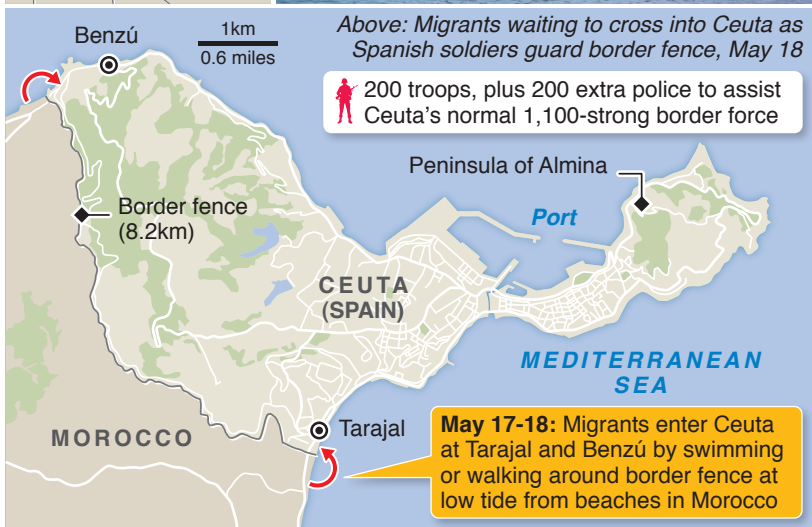 Above: Migrants waiting to cross into Ceuta as
Spanish soldiers guard border fence, May 18
Benzú
1km
0.6 miles
200 troops, plus 200 extra police to assist
Ceuta’s normal 1,100-strong border force
Peninsula of Almina
Border fence
(8.2km)
Port
CEUTA
(SPAIN)
MEDITERRANEAN
SEA
MOROCCO
Tarajal
May 17-18: Migrants enter Ceuta
at Tarajal and Benzú by swimming
or walking around border fence at
low tide from beaches in Morocco